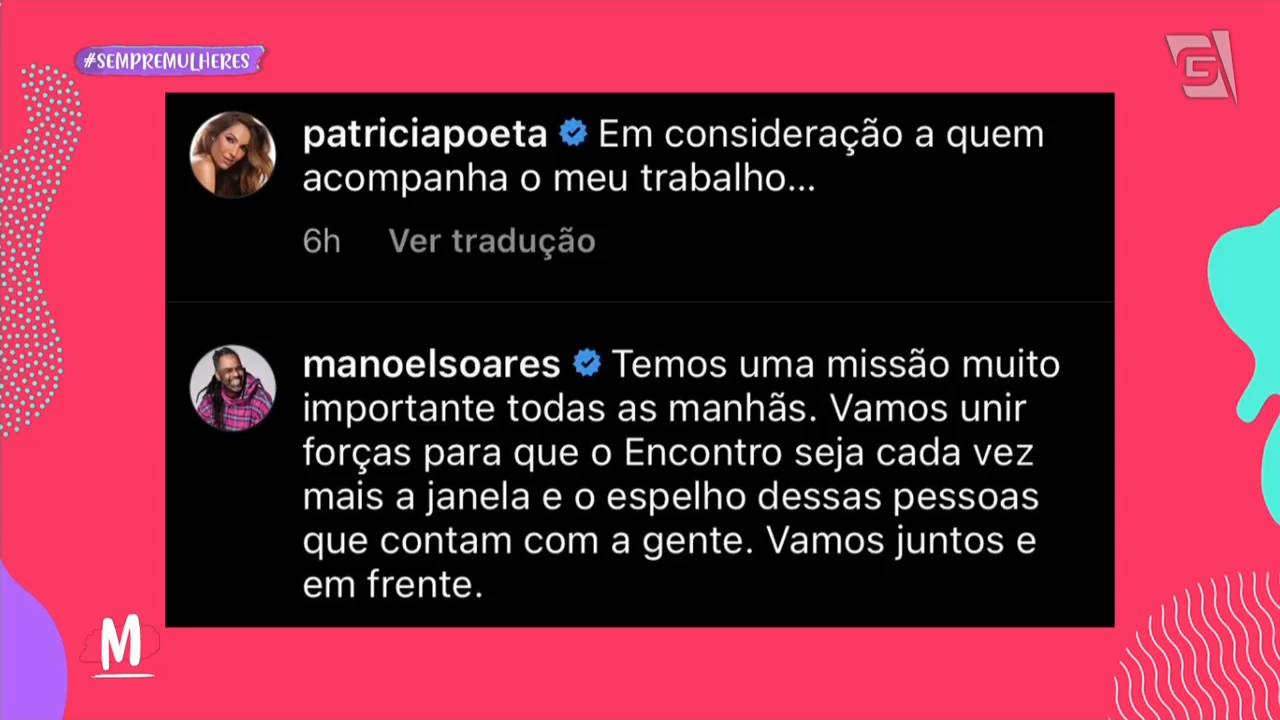 #SEMPREMULHERES
G
patriciapoeta Em consideração a quem
acompanha o meu trabalho...
6h Ver tradução
manoelsoares Temos uma missão muito
importante todas as manhãs. Vamos unir
forças para que o Encontro seja cada vez
mais a janela e o espelho dessas pessoas
que contam com a gente. Vamos juntos e
em frente.
M